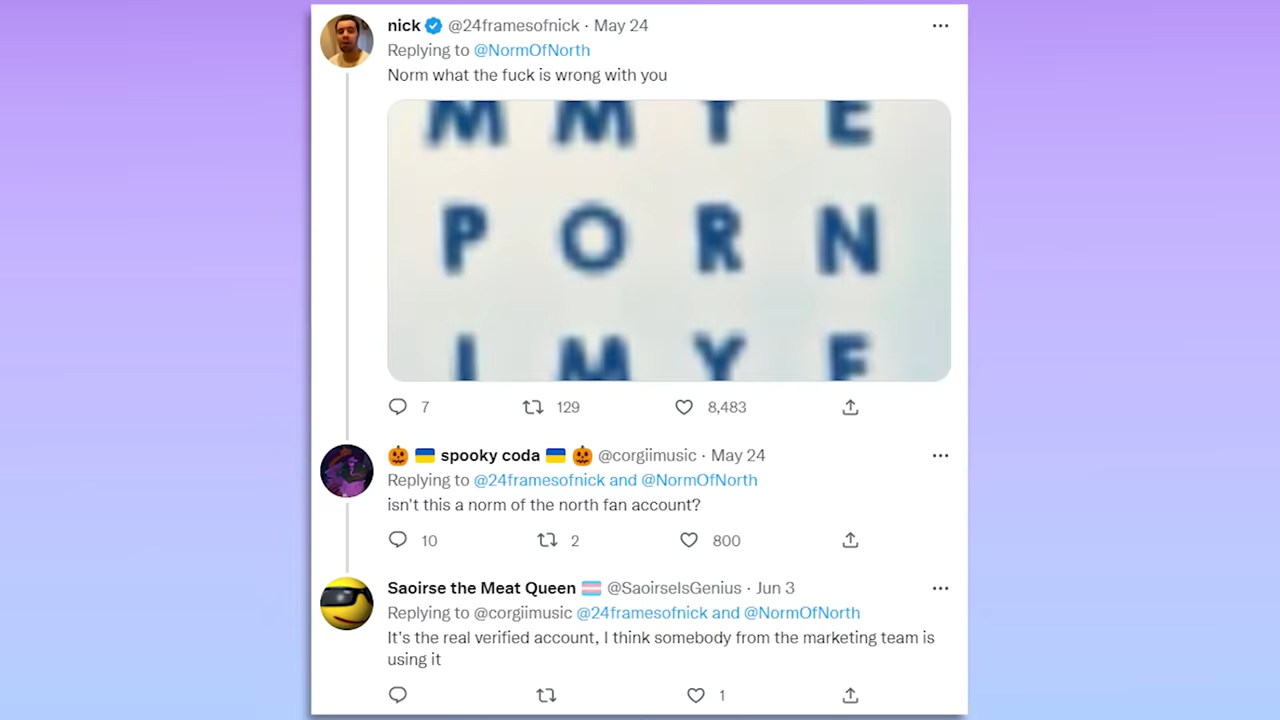 nick @24framesofnick · May 24
Replying to @NormOfNorth
Norm what the fuck is wrong with you
M M Y E
P O R N
I M Y E
7 129 8,483
🎃 🇺🇦 spooky coda 🇺🇦 🎃 @corgiimusic · May 24
Replying to @24framesofnick and @NormOfNorth
isn't this a norm of the north fan account?
10 2 800
Saoirse the Meat Queen 🏳️‍⚧️ @SaoirseIsGenius · Jun 3
Replying to @corgiimusic @24framesofnick and @NormOfNorth
It's the real verified account, I think somebody from the marketing team is
using it
1